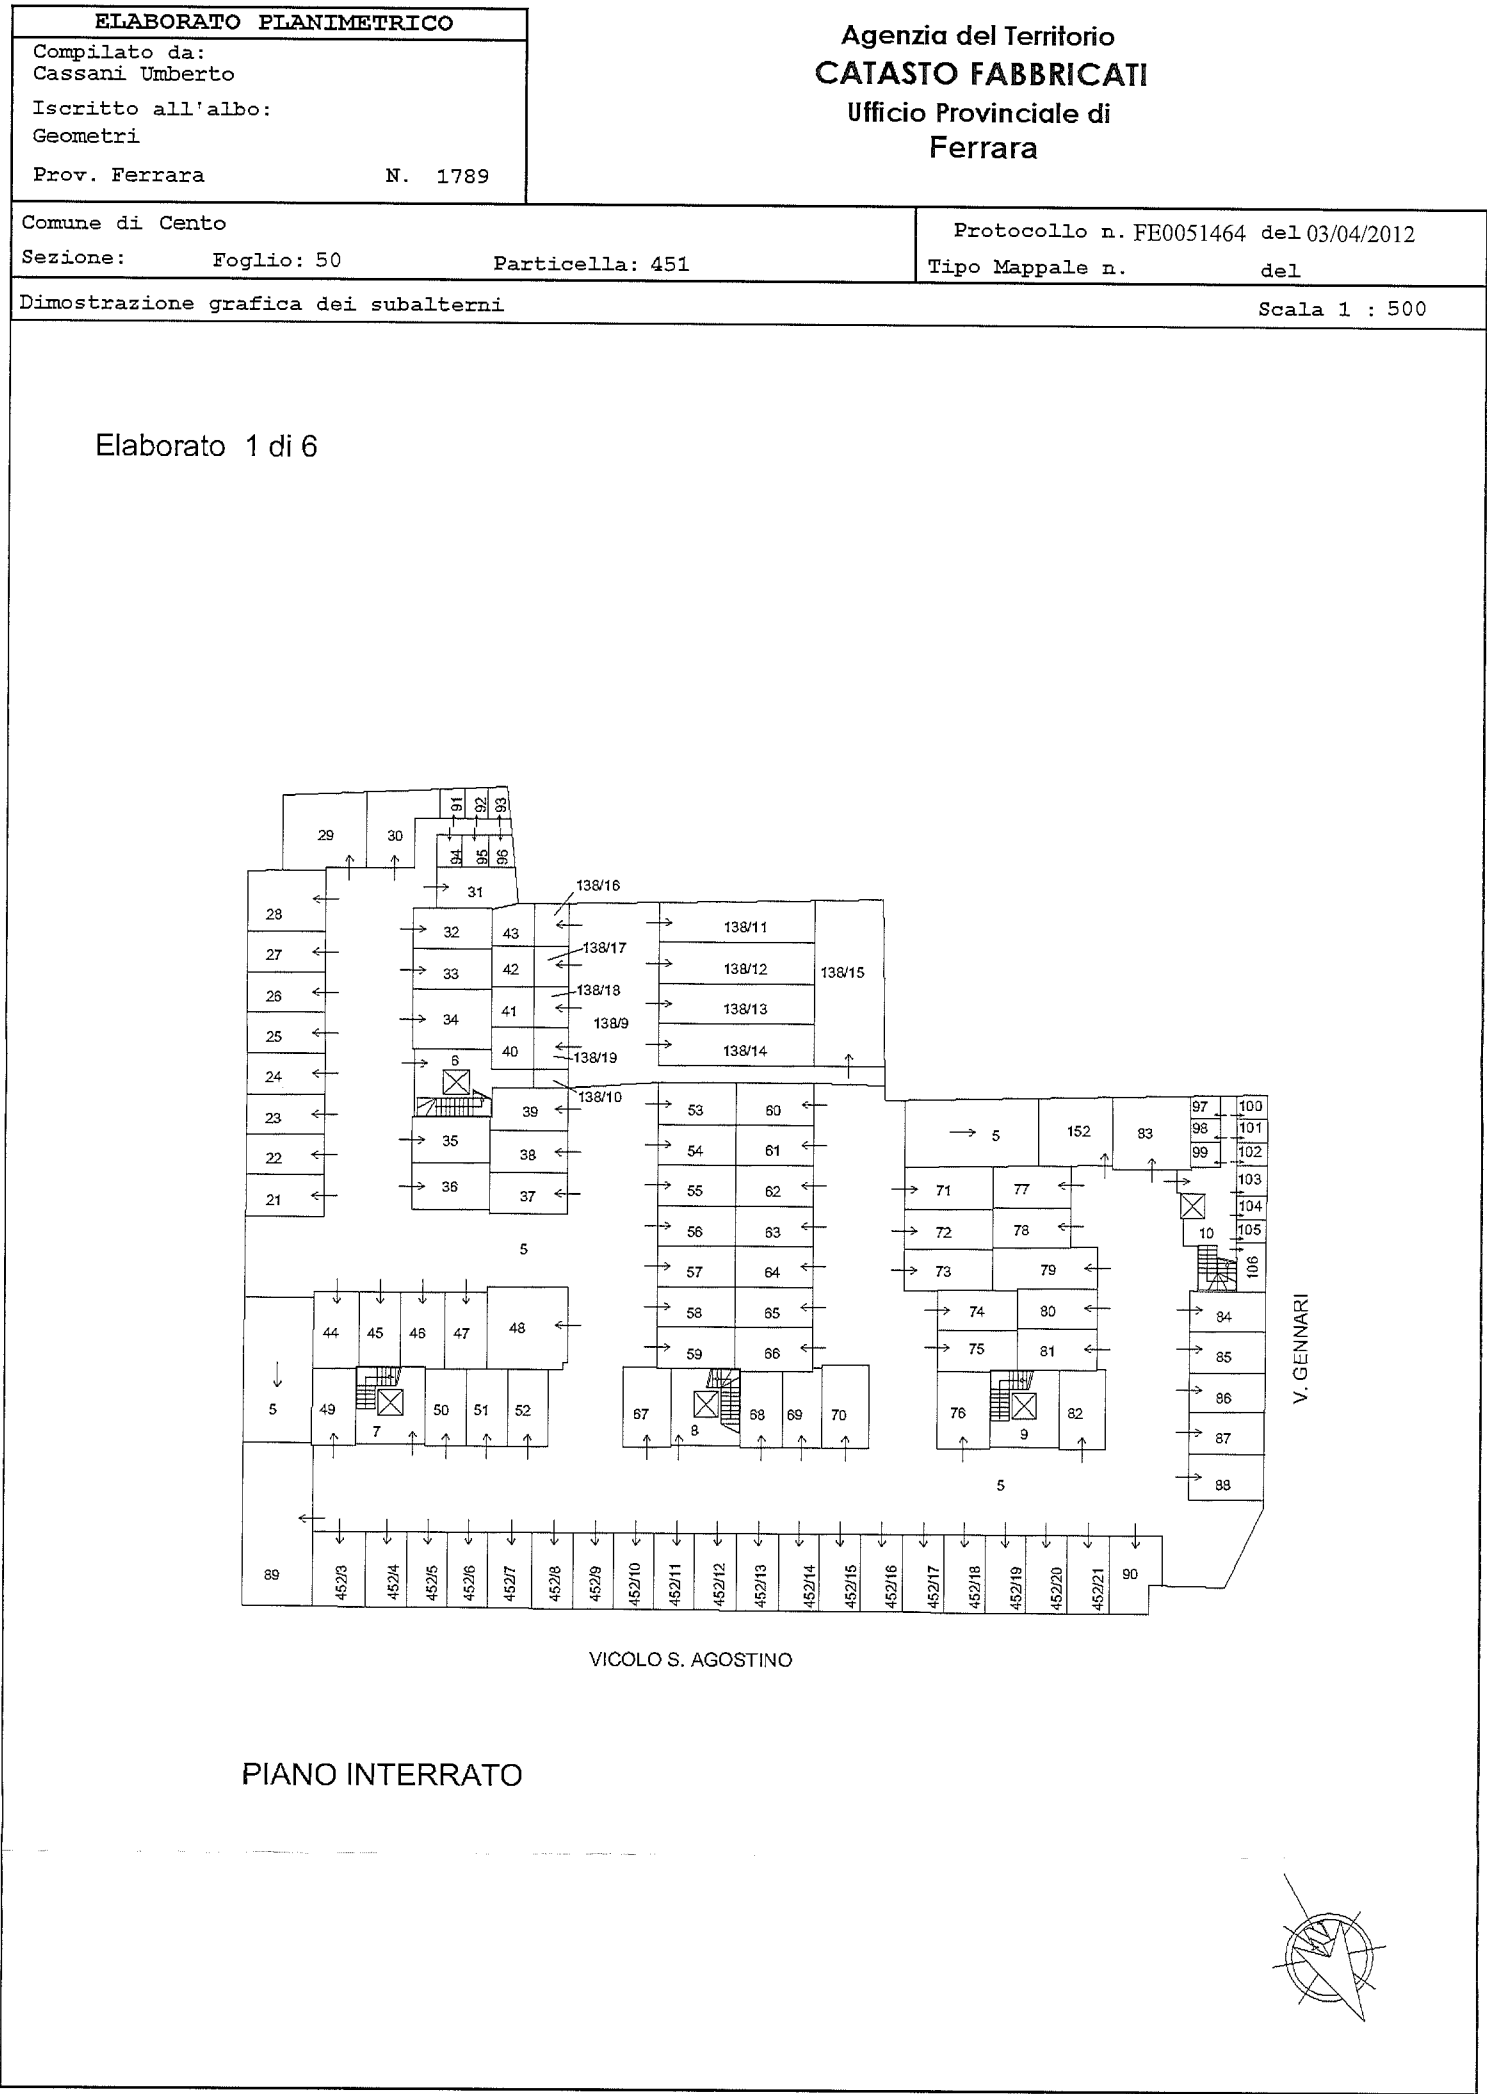 ELABORATO PLANIMETRICO
Compilato da:
Cassani Umberto
Iscritto all'albo:
Geometri
Prov. Ferrara N. 1789
Agenzia del Territorio
CATASTO FABBRICATI
Ufficio Provinciale di
Ferrara
Comune di Cento
Sezione: Foglio: 50 Particella: 451
Protocollo n. FE0051464 del 03/04/2012
Tipo Mappale n. del
Dimostrazione grafica dei subalterni
Scala 1 : 500
Elaborato 1 di 6
29 30 91 92 93
94 95 96
31 138/16
28 32 43 138/11
27 33 42 138/17 138/12 138/15
26 34 41 138/18 138/13
25 138/9
24 6 40 138/19 138/14
138/10
23 39 53 60
22 35 38 54 61
21 36 37 55 62
5 56 63
57 64
58 65
59 66
5 152 83 97 100
98 101
99 102
71 77 103
72 78 104
10 105
73 79 106
74 80 84
75 81 85
86
87
88
44 45 46 47 48
5 49 7 50 51 52
67 8 68 69 70
76 9 82
5
V. GENNARI
89 452/3 452/4 452/5 452/6 452/7 452/8 452/9 452/10 452/11 452/12 452/13 452/14 452/15 452/16 452/17 452/18 452/19 452/20 452/21 90
VICOLO S. AGOSTINO
PIANO INTERRATO